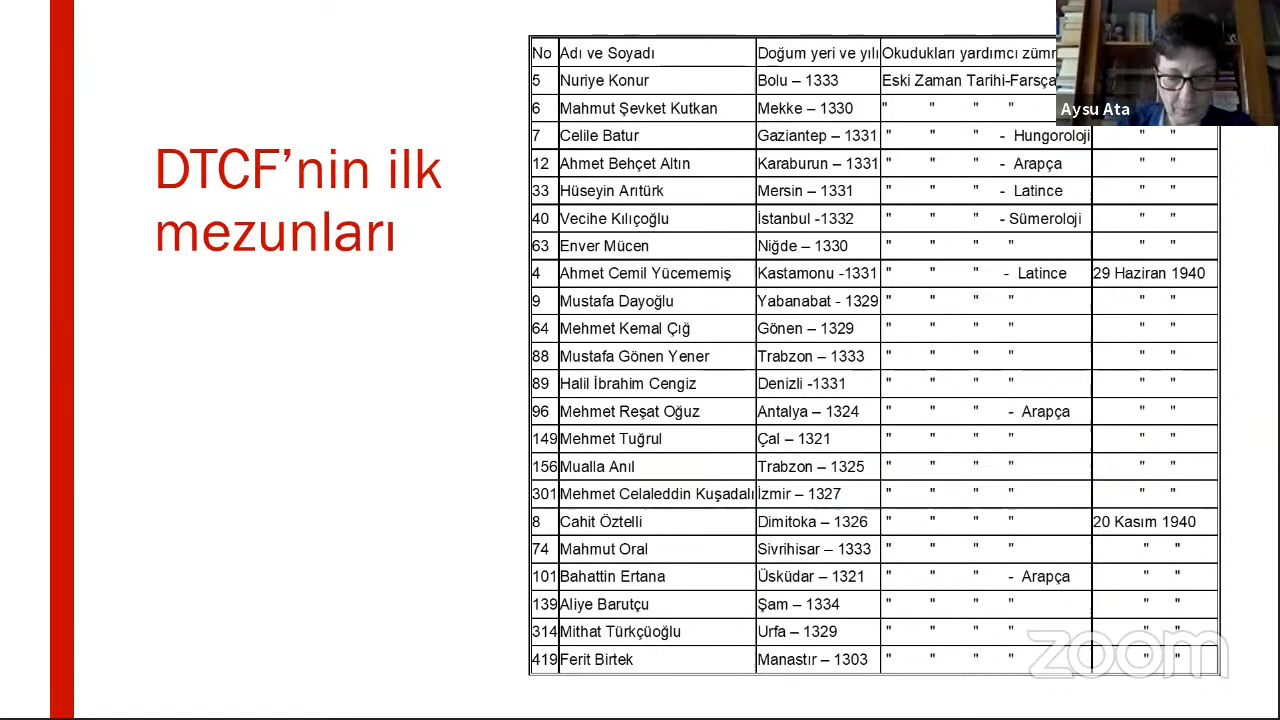 DTCF’nin ilk
mezunları
No Adı ve Soyadı Doğum yeri ve yılı Okudukları yardımcı
5 Nuriye Konur Bolu – 1333 Eski Zaman Tarihi-Farsça
6 Mahmut Şevket Kutkan Mekke – 1330 " " " "
7 Celile Batur Gaziantep – 1331 " " " - Hungoroloji " "
12 Ahmet Behçet Altın Karaburun – 1331 " " " - Arapça " "
33 Hüseyin Arıtürk Mersin – 1331 " " " - Latince " "
40 Vecihe Kılıçoğlu İstanbul -1332 " " " - Sümeroloji " "
63 Enver Mücen Niğde – 1330 " " " " " "
4 Ahmet Cemil Yücememiş Kastamonu -1331 " " " - Latince 29 Haziran 1940
9 Mustafa Dayoğlu Yabanabat - 1329 " " " " " "
64 Mehmet Kemal Çığ Gönen – 1329 " " " " " "
88 Mustafa Gönen Yener Trabzon – 1333 " " " " " "
89 Halil İbrahim Cengiz Denizli -1331 " " " " " "
96 Mehmet Reşat Oğuz Antalya – 1324 " " " - Arapça " "
149 Mehmet Tuğrul Çal – 1321 " " " " " "
156 Mualla Anıl Trabzon – 1325 " " " " " "
301 Mehmet Celaleddin Kuşadalı İzmir – 1327 " " " " " "
8 Cahit Öztelli Dimitoka – 1326 " " " " 20 Kasım 1940
74 Mahmut Oral Sivrihisar – 1333 " " " " " "
101 Bahattin Ertana Üsküdar – 1321 " " " - Arapça " "
139 Aliye Barutçu Şam – 1334 " " " " " "
314 Mithat Türkçüoğlu Urfa – 1329 " " " " " "
419 Ferit Birtek Manastır – 1303 " " " " " "
Aysu Ata
zoom